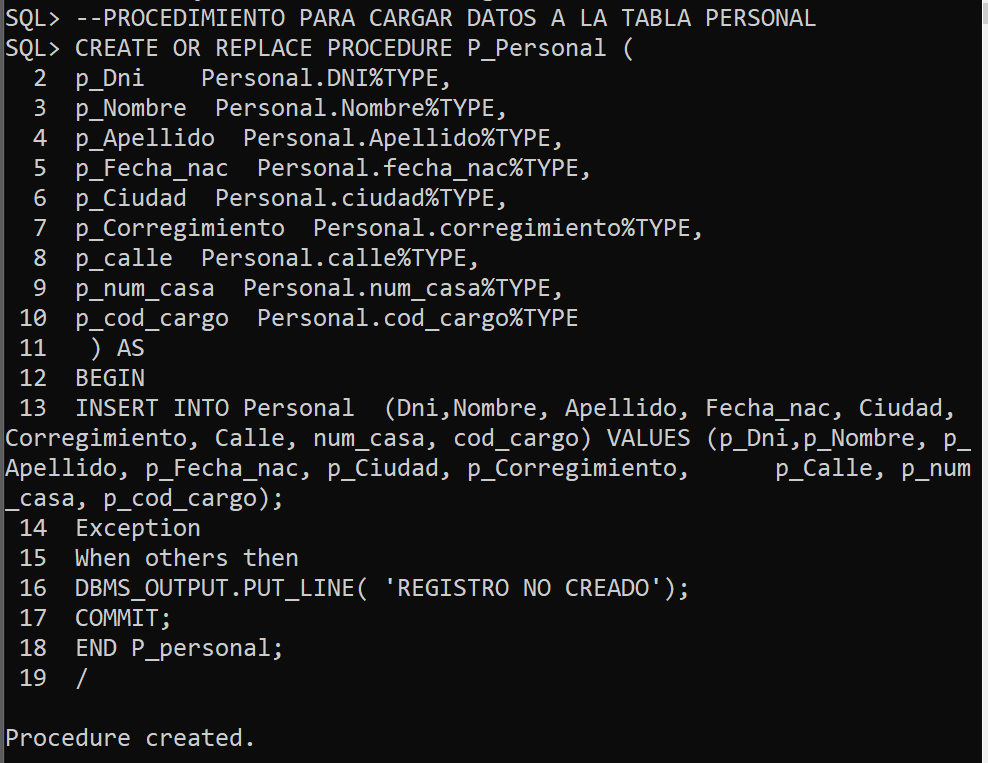 SQL> --PROCEDIMIENTO PARA CARGAR DATOS A LA TABLA PERSONAL
SQL> CREATE OR REPLACE PROCEDURE P_Personal (
  2  p_Dni    Personal.DNI%TYPE,
  3  p_Nombre  Personal.Nombre%TYPE,
  4  p_Apellido  Personal.Apellido%TYPE,
  5  p_Fecha_nac  Personal.fecha_nac%TYPE,
  6  p_Ciudad  Personal.ciudad%TYPE,
  7  p_Corregimiento  Personal.corregimiento%TYPE,
  8  p_calle  Personal.calle%TYPE,
  9  p_num_casa  Personal.num_casa%TYPE,
 10  p_cod_cargo  Personal.cod_cargo%TYPE
 11   ) AS
 12  BEGIN
 13  INSERT INTO Personal  (Dni,Nombre, Apellido, Fecha_nac, Ciudad,
Corregimiento, Calle, num_casa, cod_cargo) VALUES (p_Dni,p_Nombre, p_
Apellido, p_Fecha_nac, p_Ciudad, p_Corregimiento,      p_Calle, p_num
_casa, p_cod_cargo);
 14  Exception
 15  When others then
 16  DBMS_OUTPUT.PUT_LINE( 'REGISTRO NO CREADO');
 17  COMMIT;
 18  END P_personal;
 19  /
Procedure created.